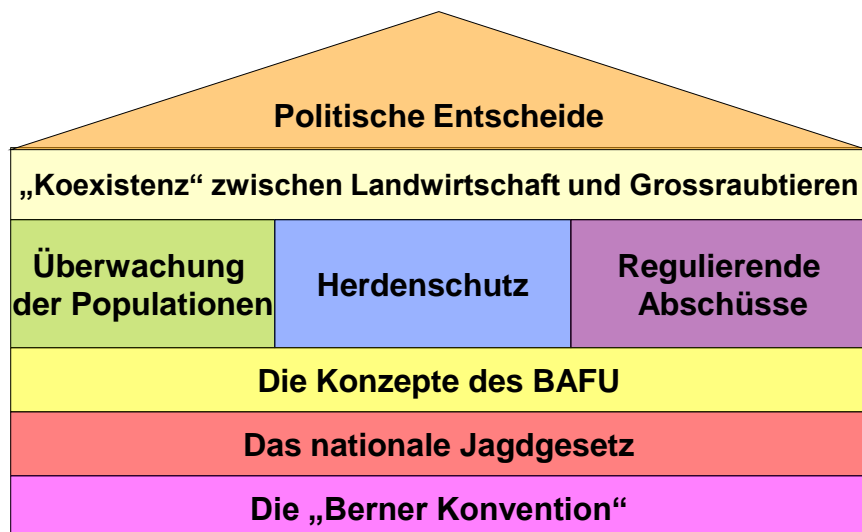 Politische Entscheide
„Koexistenz“ zwischen Landwirtschaft und Grossraubtieren
Überwachung
der Populationen
Herdenschutz
Regulierende
Abschüsse
Die Konzepte des BAFU
Das nationale Jagdgesetz
Die „Berner Konvention“